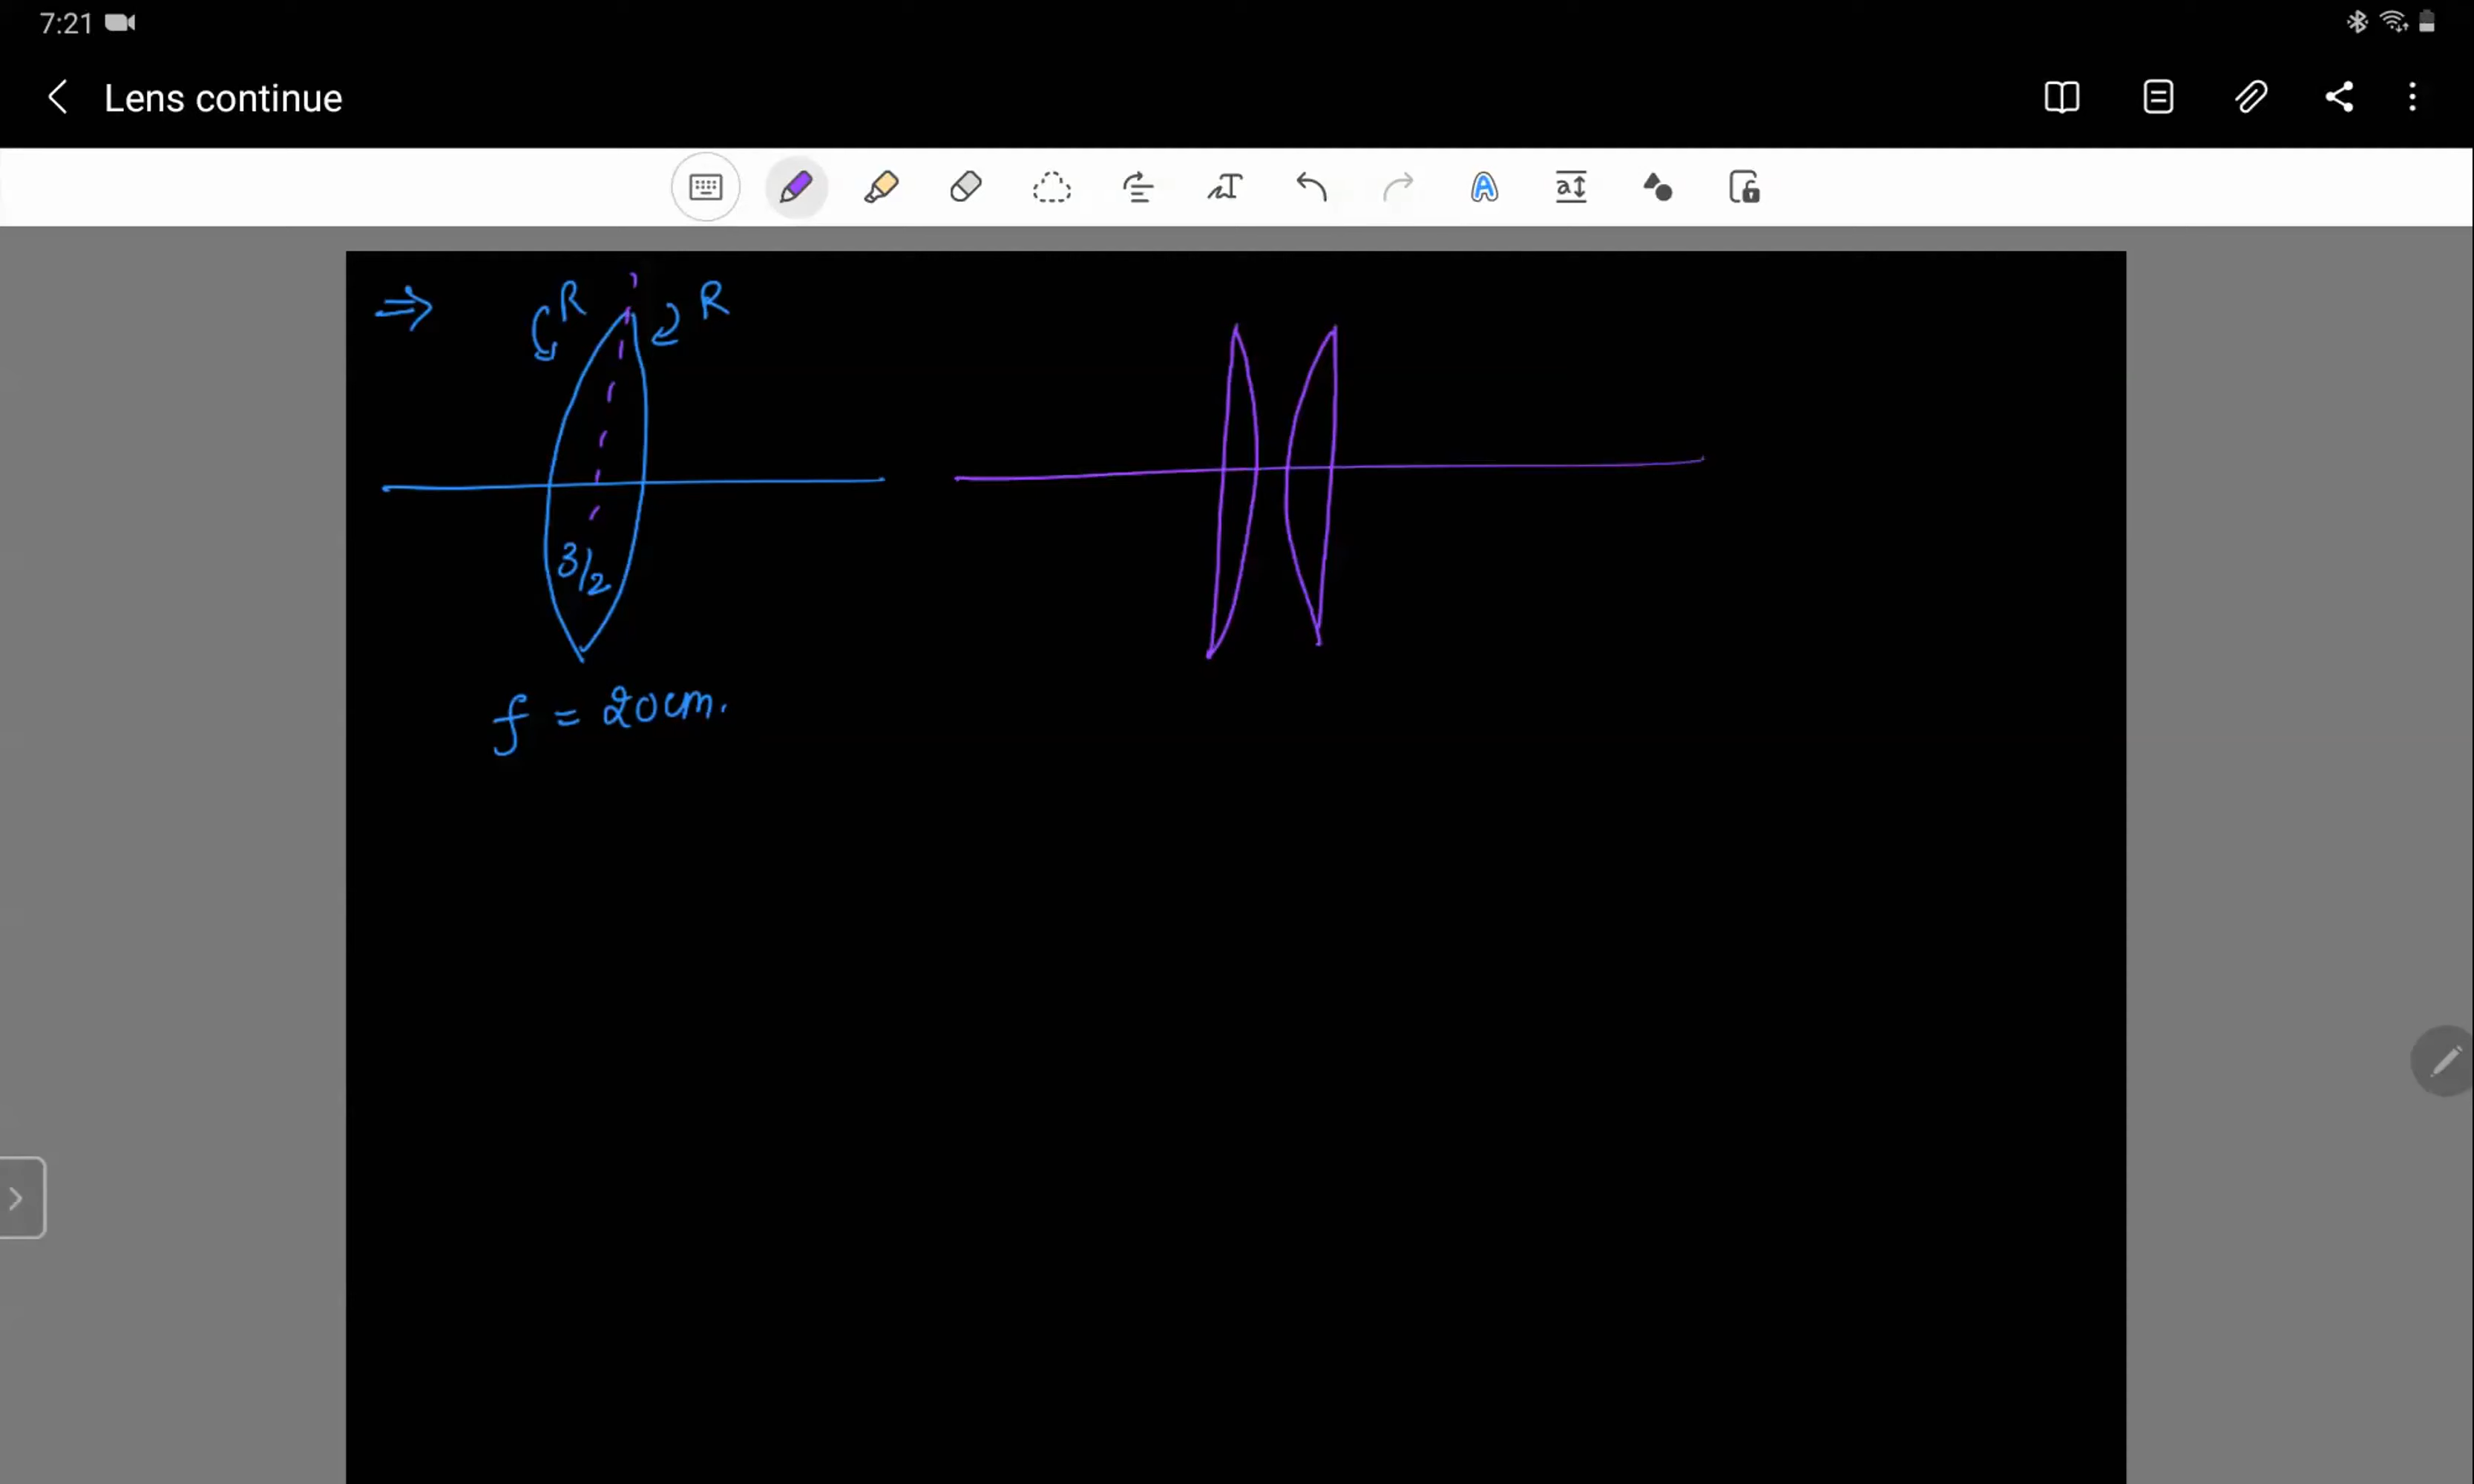 7:21
Lens continue
⇒ R R
3/2
f = 20cm.